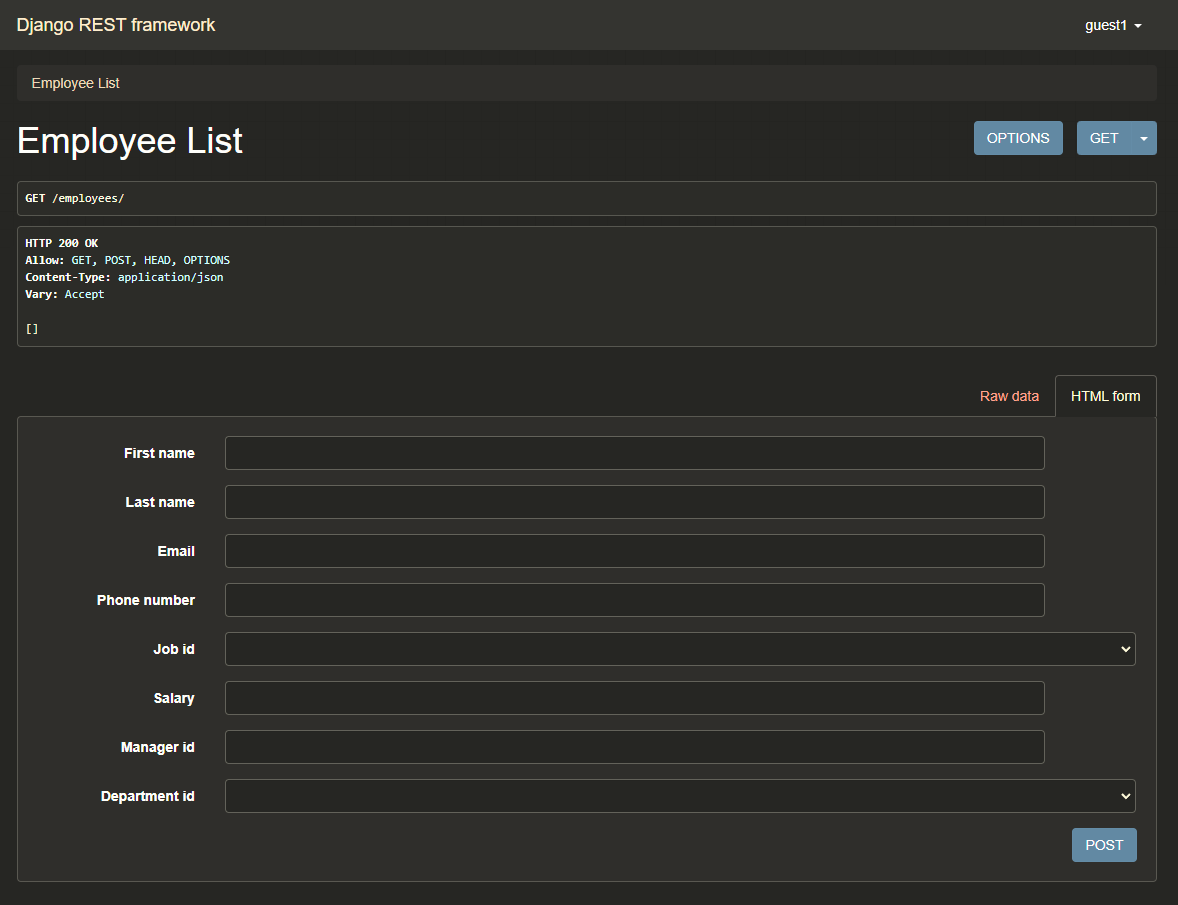 Django REST framework
guest1
Employee List
Employee List
OPTIONS
GET
GET /employees/
HTTP 200 OK
Allow: GET, POST, HEAD, OPTIONS
Content-Type: application/json
Vary: Accept
[]
Raw data
HTML form
First name
Last name
Email
Phone number
Job id
Salary
Manager id
Department id
POST